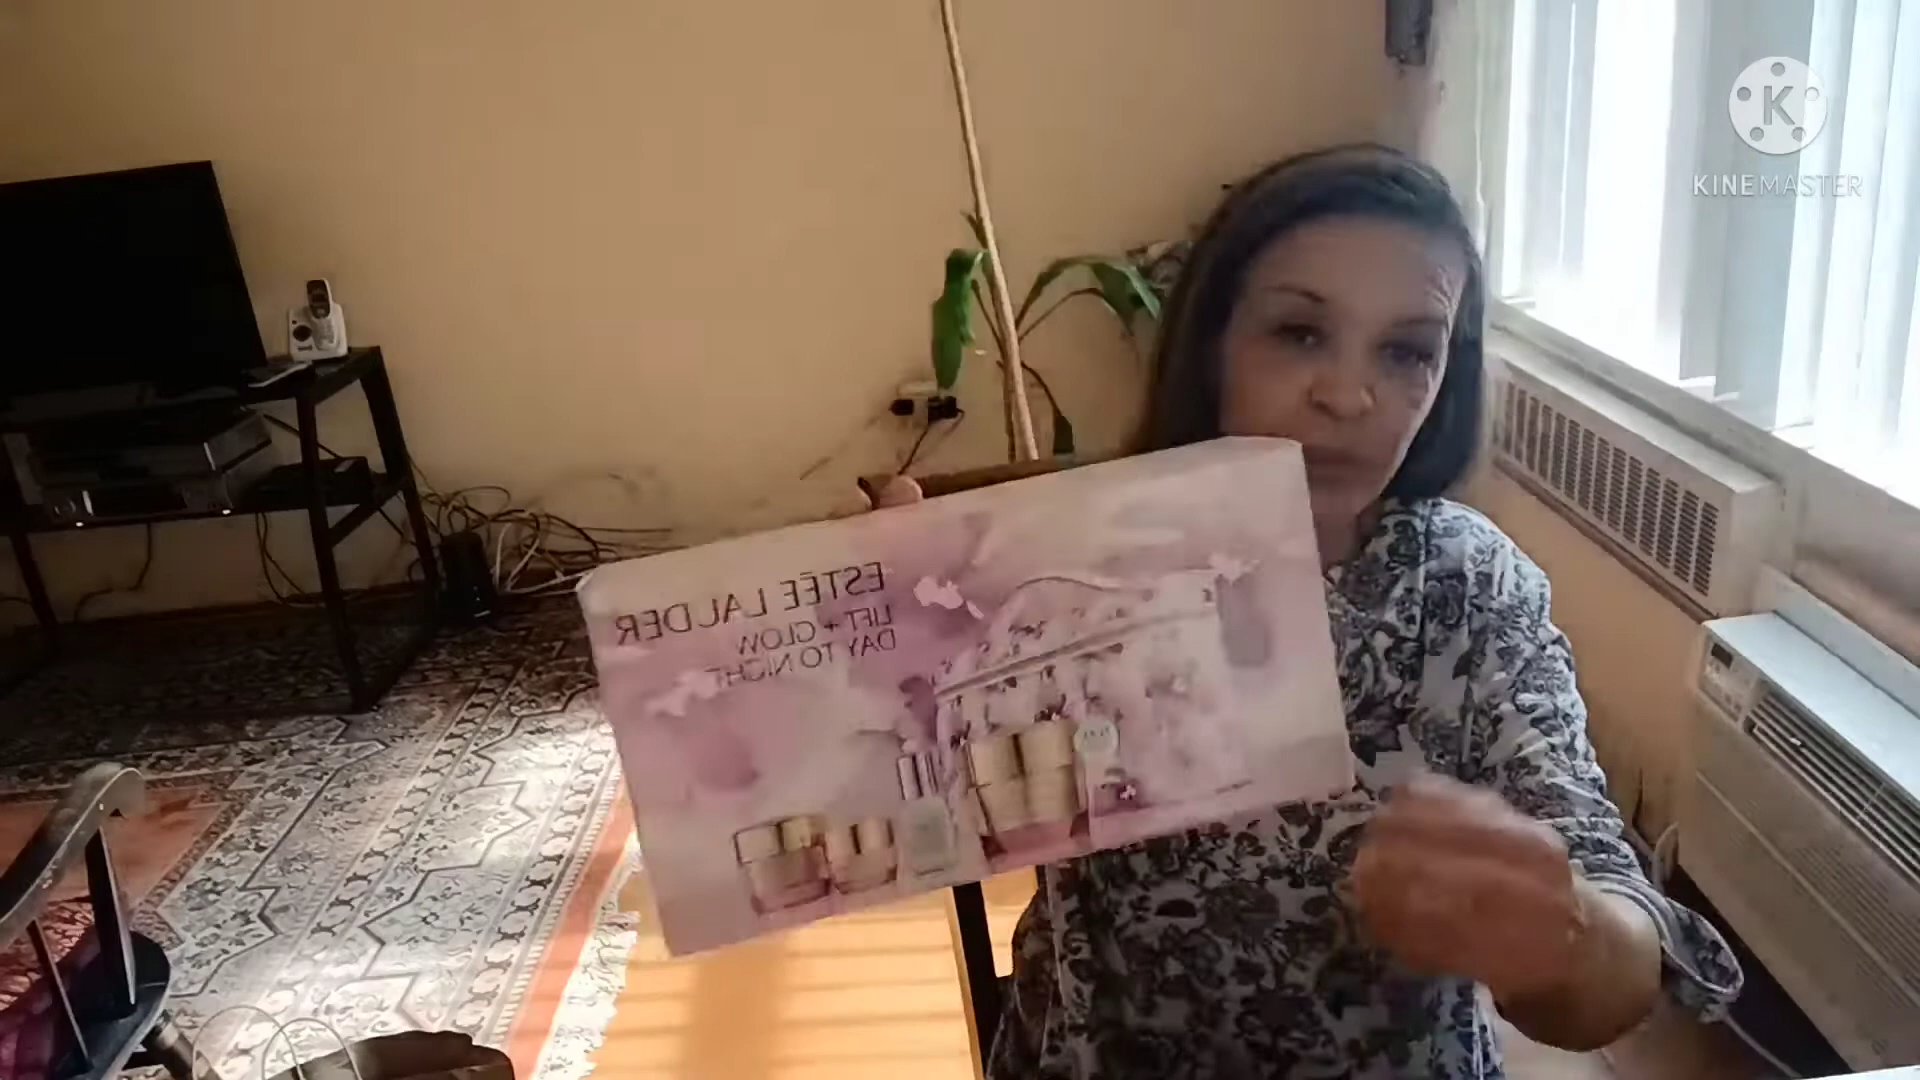 K
KINEMASTER
ESTĒE LAUDER
LIFT + GLOW
DAY TO NIGHT